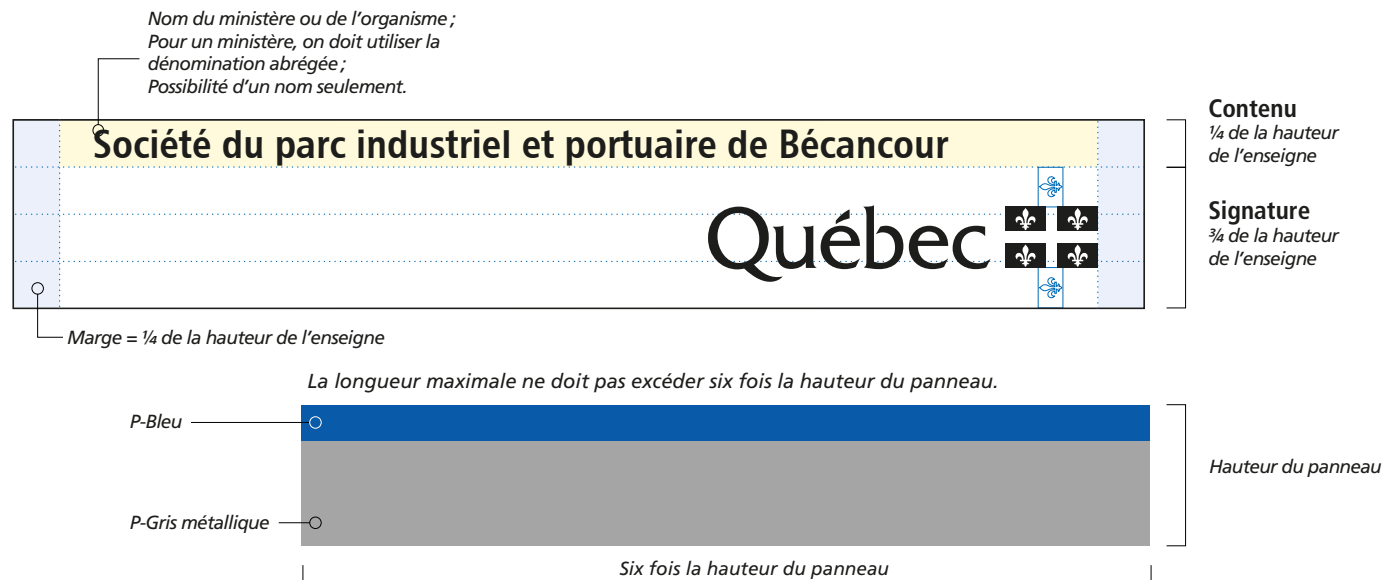 Nom du ministère ou de l'organisme ;
Pour un ministère, on doit utiliser la
dénomination abrégée ;
Possibilité d'un nom seulement.
Société du parc industriel et portuaire de Bécancour
Contenu
¼ de la hauteur
de l'enseigne
Québec
Signature
¾ de la hauteur
de l'enseigne
Marge = ¼ de la hauteur de l'enseigne
La longueur maximale ne doit pas excéder six fois la hauteur du panneau.
P-Bleu
Hauteur du panneau
P-Gris métallique
Six fois la hauteur du panneau